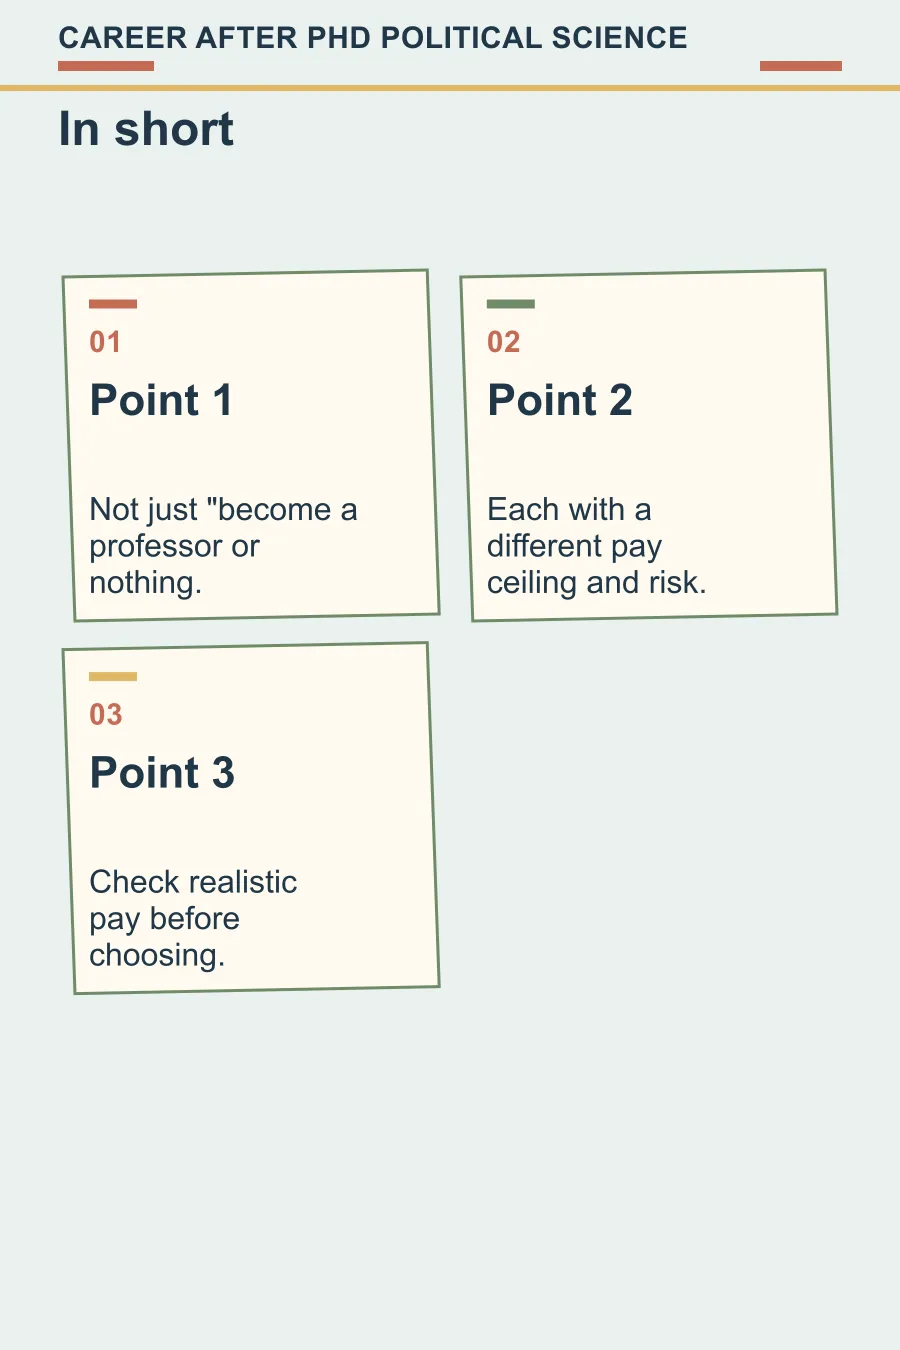 CAREER AFTER PHD POLITICAL SCIENCE
In short
01
Point 1
Not just "become a
professor or
nothing.
02
Point 2
Each with a
different pay
ceiling and risk.
03
Point 3
Check realistic
pay before
choosing.